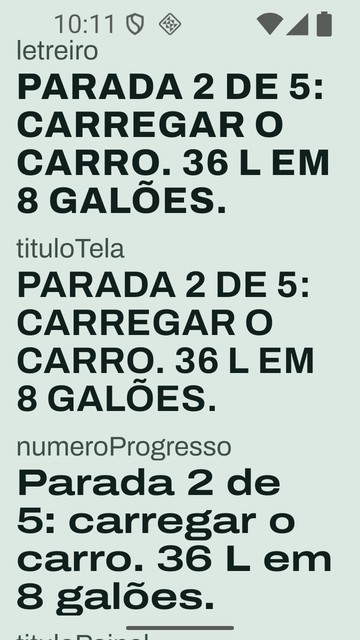 10:11
letreiro
PARADA 2 DE 5:
CARREGAR O
CARRO. 36 L EM
8 GALÕES.
tituloTela
PARADA 2 DE 5:
CARREGAR O
CARRO. 36 L EM
8 GALÕES.
numeroProgresso
Parada 2 de
5: carregar o
carro. 36 L em
8 galões.
tituloPainel